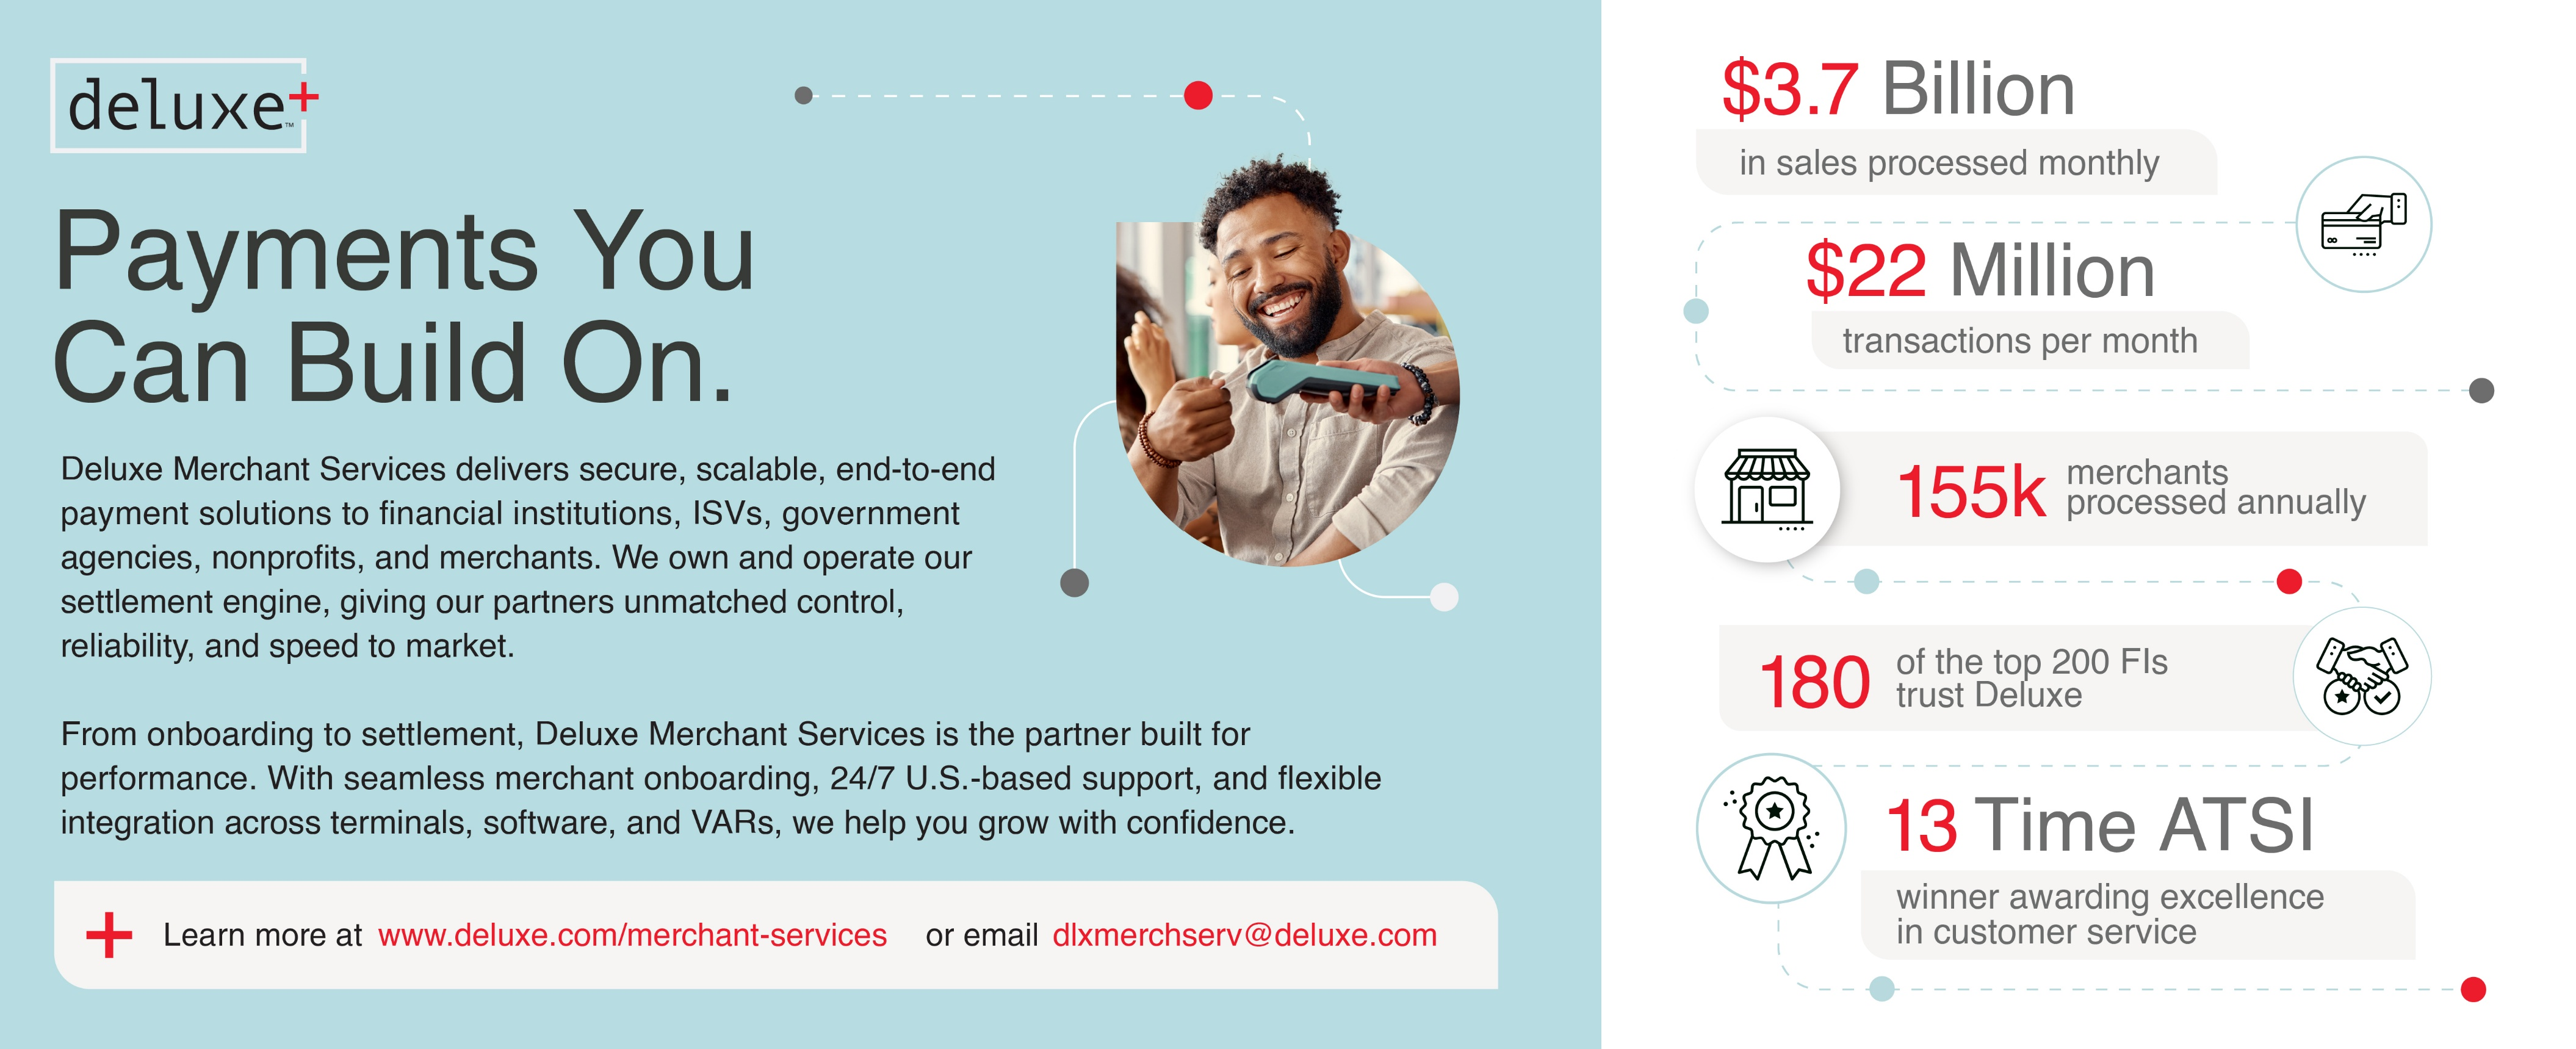 deluxe+™
Payments You
Can Build On.
Deluxe Merchant Services delivers secure, scalable, end-to-end
payment solutions to financial institutions, ISVs, government
agencies, nonprofits, and merchants. We own and operate our
settlement engine, giving our partners unmatched control,
reliability, and speed to market.
From onboarding to settlement, Deluxe Merchant Services is the partner built for
performance. With seamless merchant onboarding, 24/7 U.S.-based support, and flexible
integration across terminals, software, and VARs, we help you grow with confidence.
+ Learn more at www.deluxe.com/merchant-services or email dlxmerchserv@deluxe.com
$3.7 Billion
in sales processed monthly
$22 Million
transactions per month
155k merchants
processed annually
180 of the top 200 FIs
trust Deluxe
13 Time ATSI
winner awarding excellence
in customer service